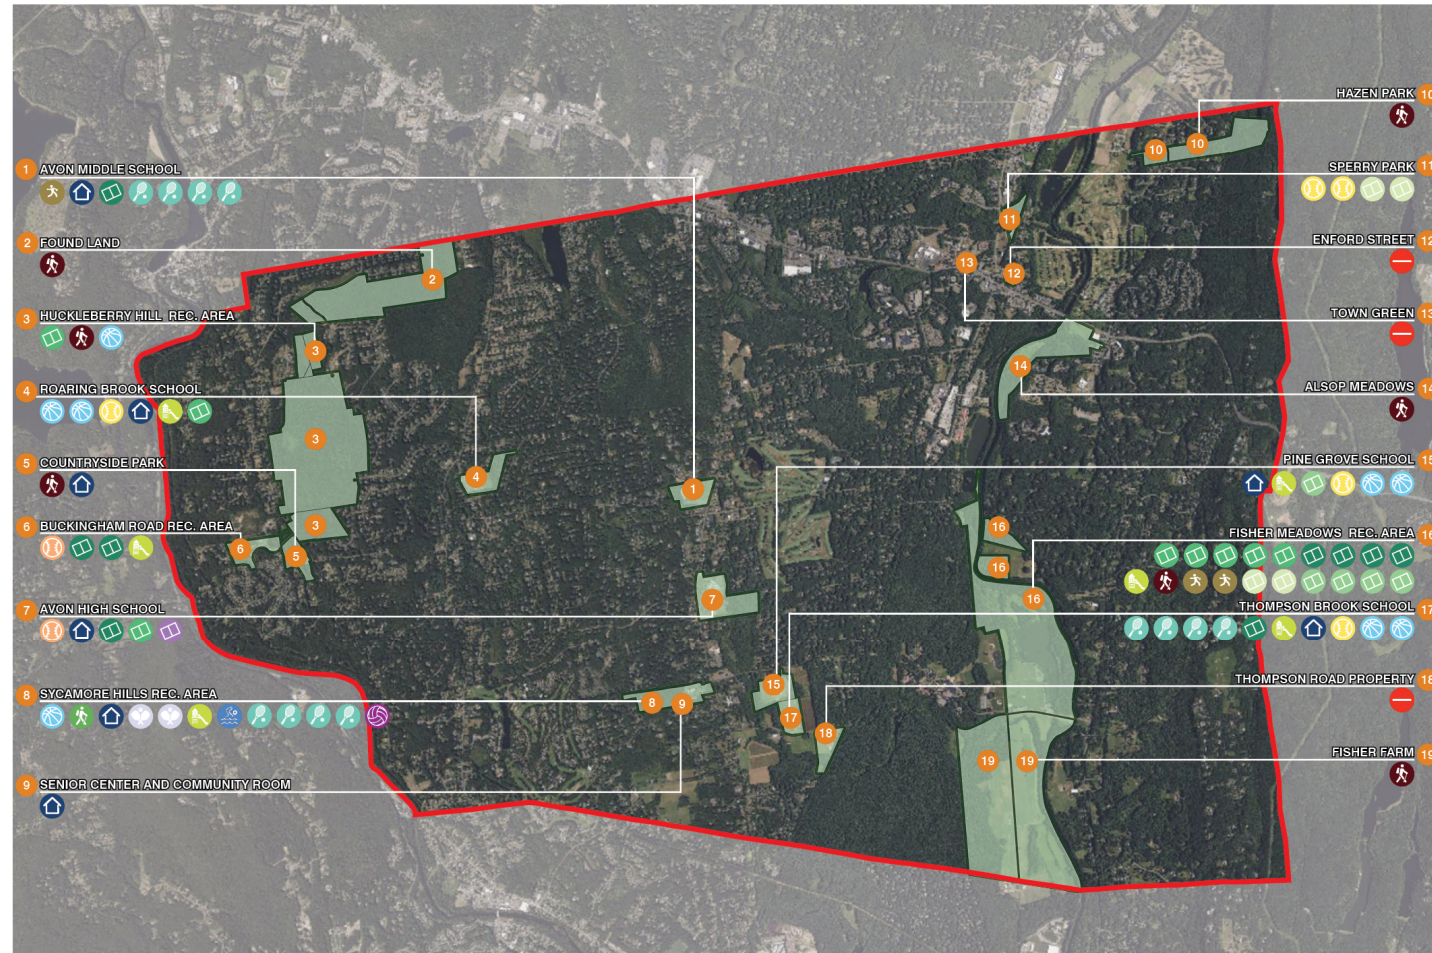 1 AVON MIDDLE SCHOOL
2 FOUND LAND
3 HUCKLEBERRY HILL REC. AREA
4 ROARING BROOK SCHOOL
5 COUNTRYSIDE PARK
6 BUCKINGHAM ROAD REC. AREA
7 AVON HIGH SCHOOL
8 SYCAMORE HILLS REC. AREA
9 SENIOR CENTER AND COMMUNITY ROOM
HAZEN PARK 10
SPERRY PARK 11
ENFORD STREET 12
TOWN GREEN 13
ALSOP MEADOWS 14
PINE GROVE SCHOOL 15
FISHER MEADOWS REC. AREA 16
THOMPSON BROOK SCHOOL 17
THOMPSON ROAD PROPERTY 18
FISHER FARM 19
10 10
11
13
12
2
3
14
3
4
1
3
16
6
5
16
7
16
15
8
9
17
18
19 19